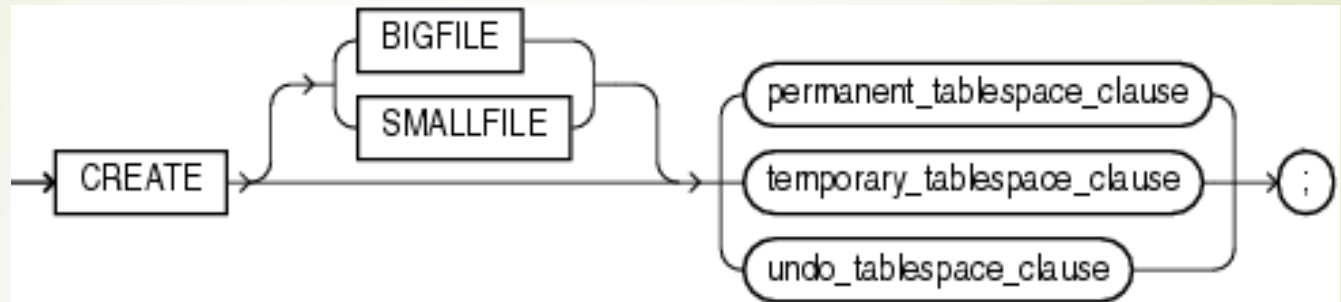 BIGFILE
SMALLFILE
permanent_tablespace_clause
CREATE
temporary_tablespace_clause
;
undo_tablespace_clause